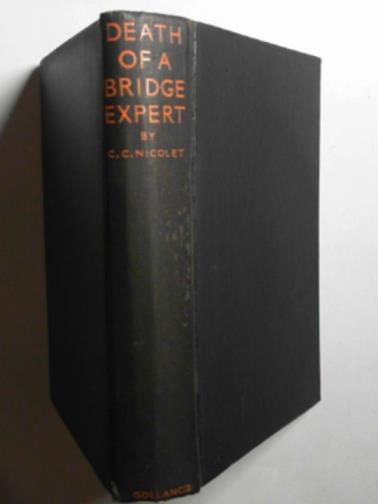 DEATH
OF A
BRIDGE
EXPERT
BY
C. C. NICOLET
GOLLANCZ